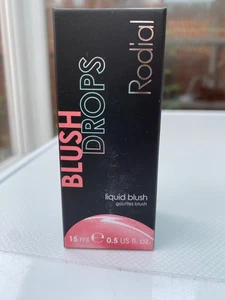 BLUSH
DROPS
Rodial
liquid blush
gouttes blush
15 ml ℮ 0.5 US fl. oz.